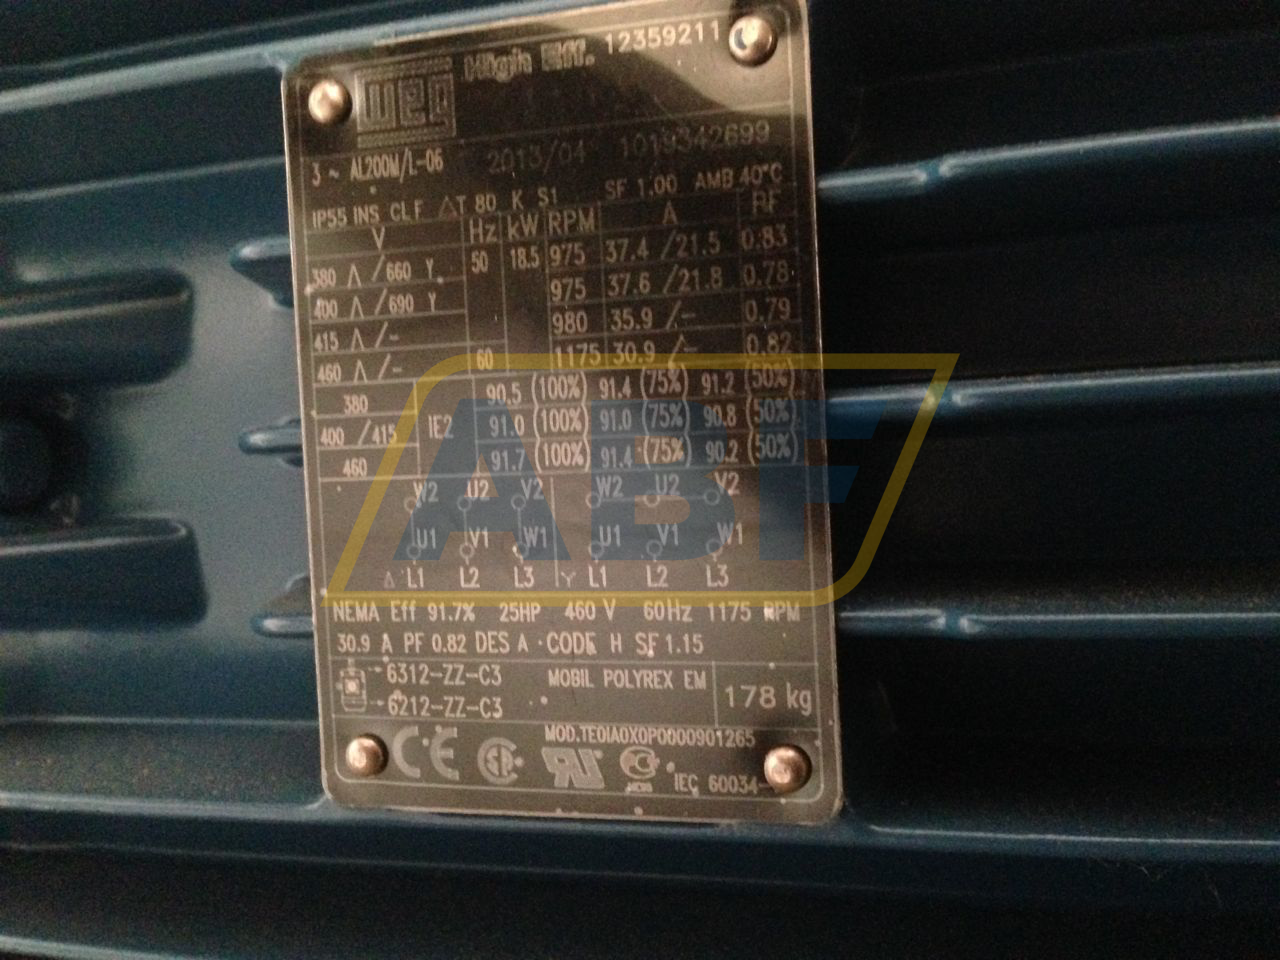 WEG High Eff. 12359211
3 ~ AL200M/L-06 2013/04 1019342699
IP55 INS CL F ΔT 80 K S1 SF 1.00 AMB 40°C
V Hz kW RPM A PF
380 Δ /660 Y 50 18.5 975 37.4 /21.5 0.83
400 Δ /690 Y 975 37.6 /21.8 0.78
415 Δ /- 980 35.9 /- 0.79
460 Δ /- 60 1175 30.9 /- 0.82
380 90.5 (100%) 91.4 (75%) 91.2 (50%)
400 /415 IE2 91.0 (100%) 91.0 (75%) 90.8 (50%)
460 91.7 (100%) 91.4 (75%) 90.2 (50%)
W2 U2 V2 W2 U2 V2
U1 V1 W1 U1 V1 W1
Δ L1 L2 L3 Y L1 L2 L3
NEMA Eff 91.7% 25HP 460 V 60Hz 1175 RPM
30.9 A PF 0.82 DES A CODE H SF 1.15
6312-ZZ-C3 MOBIL POLYREX EM
6212-ZZ-C3 178 kg
MOD.TE01A0X0P0000901265
CE
IEC 60034-
ABF